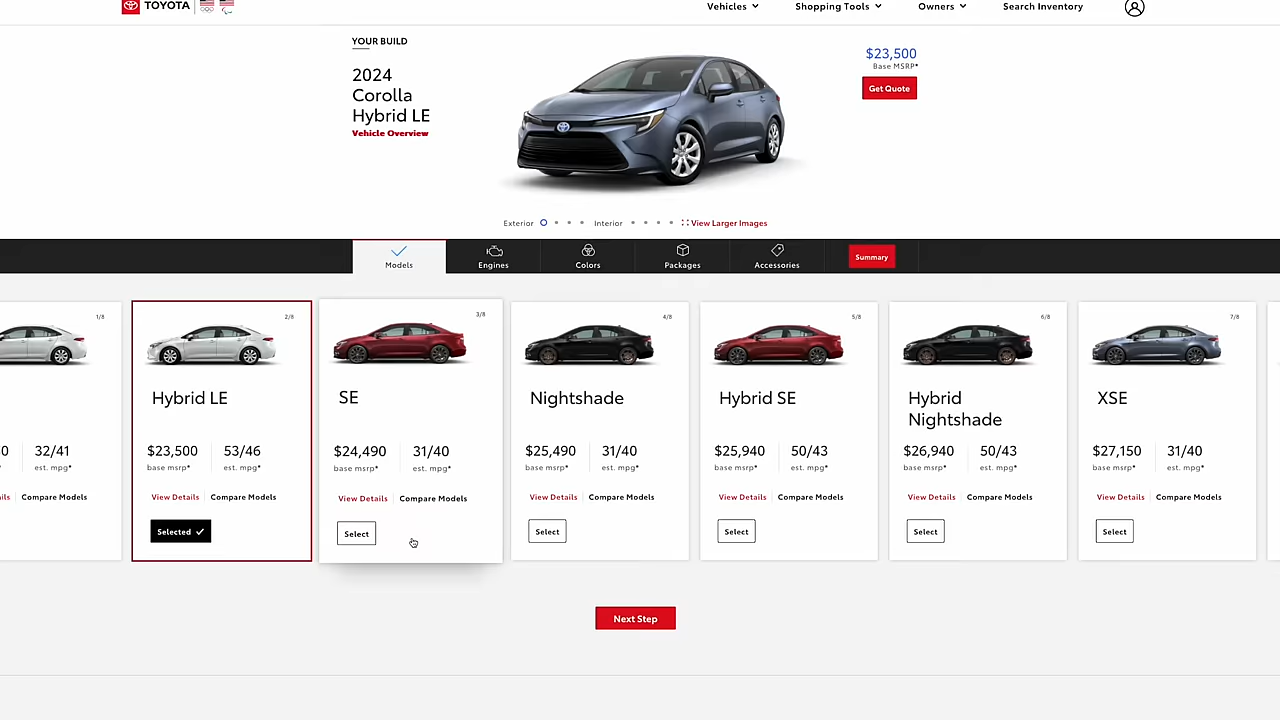 TOYOTA
Vehicles
Shopping Tools
Owners
Search Inventory
YOUR BUILD
2024
Corolla
Hybrid LE
Vehicle Overview
$23,500
Base MSRP*
Get Quote
Exterior
Interior
View Larger Images
Models
Engines
Colors
Packages
Accessories
Summary
1/8
0 32/41
* est. mpg*
ils Compare Models
2/8
Hybrid LE
$23,500 53/46
base msrp* est. mpg*
View Details Compare Models
Selected
3/8
SE
$24,490 31/40
base msrp* est. mpg*
View Details Compare Models
Select
4/8
Nightshade
$25,490 31/40
base msrp* est. mpg*
View Details Compare Models
Select
5/8
Hybrid SE
$25,940 50/43
base msrp* est. mpg*
View Details Compare Models
Select
6/8
Hybrid
Nightshade
$26,940 50/43
base msrp* est. mpg*
View Details Compare Models
Select
7/8
XSE
$27,150 31/40
base msrp* est. mpg*
View Details Compare Models
Select
Next Step